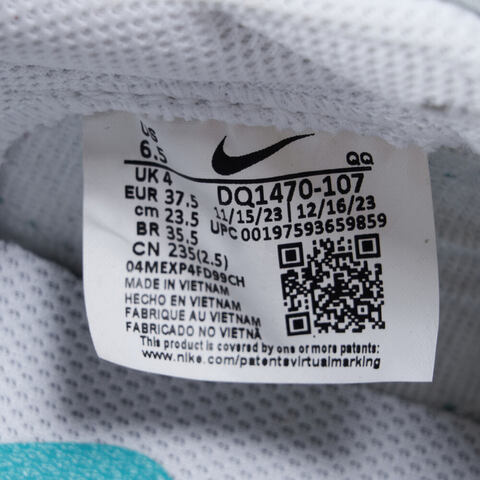 US
6.5
QQ
UK 4
EUR 37.5
cm 23.5
BR 35.5
CN 235(2.5)
DQ1470-107
11/15/23 | 12/16/23
UPC 00197593659859
04MEXP4FD99CH
MADE IN VIETNAM
HECHO EN VIETNAM
FABRIQUE AU VIETNAM
FABRICADO NO VIETNÃ
This product is covered by one or more patents:
www.nike.com/patentsvirtualmarking